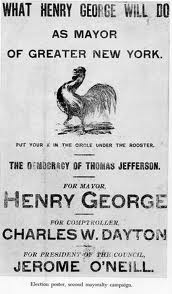 WHAT HENRY GEORGE WILL DO
AS MAYOR
OF GREATER NEW YORK.
PUT YOUR X IN THE CIRCLE UNDER THE ROOSTER.
THE DEMOCRACY OF THOMAS JEFFERSON.
FOR MAYOR,
HENRY GEORGE
FOR COMPTROLLER,
CHARLES W. DAYTON
FOR PRESIDENT OF THE COUNCIL,
JEROME O'NEILL.
Election poster, second mayoralty campaign.